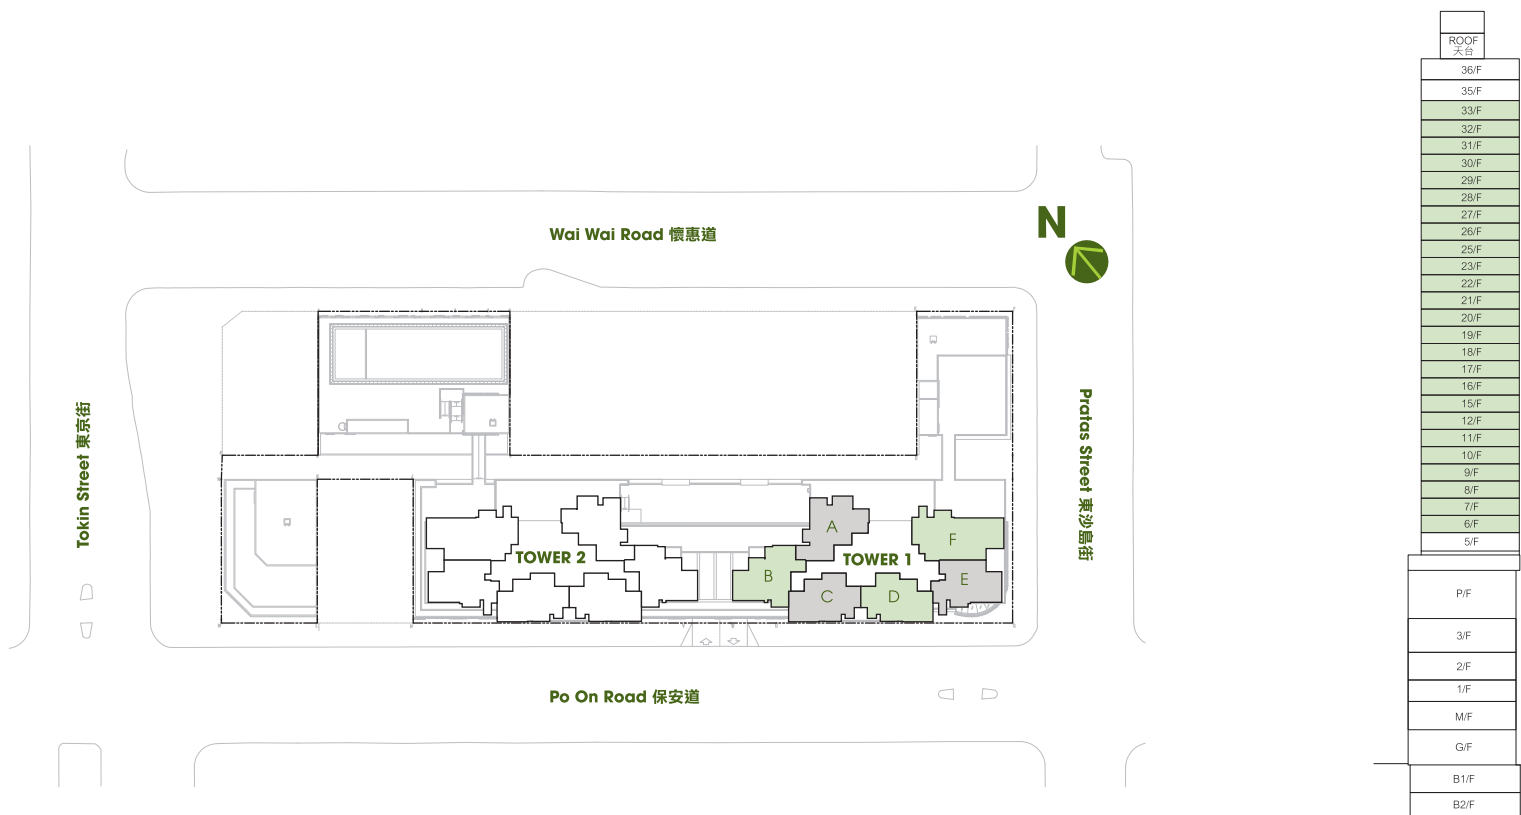 Wai Wai Road 懷惠道
N
Tokin Street 東京街
Pratas Street 東沙島街
A
F
TOWER 2
TOWER 1
B
E
C
D
Po On Road 保安道
ROOF
天台
36/F
35/F
33/F
32/F
31/F
30/F
29/F
28/F
27/F
26/F
25/F
23/F
22/F
21/F
20/F
19/F
18/F
17/F
16/F
15/F
12/F
11/F
10/F
9/F
8/F
7/F
6/F
5/F
P/F
3/F
2/F
1/F
M/F
G/F
B1/F
B2/F